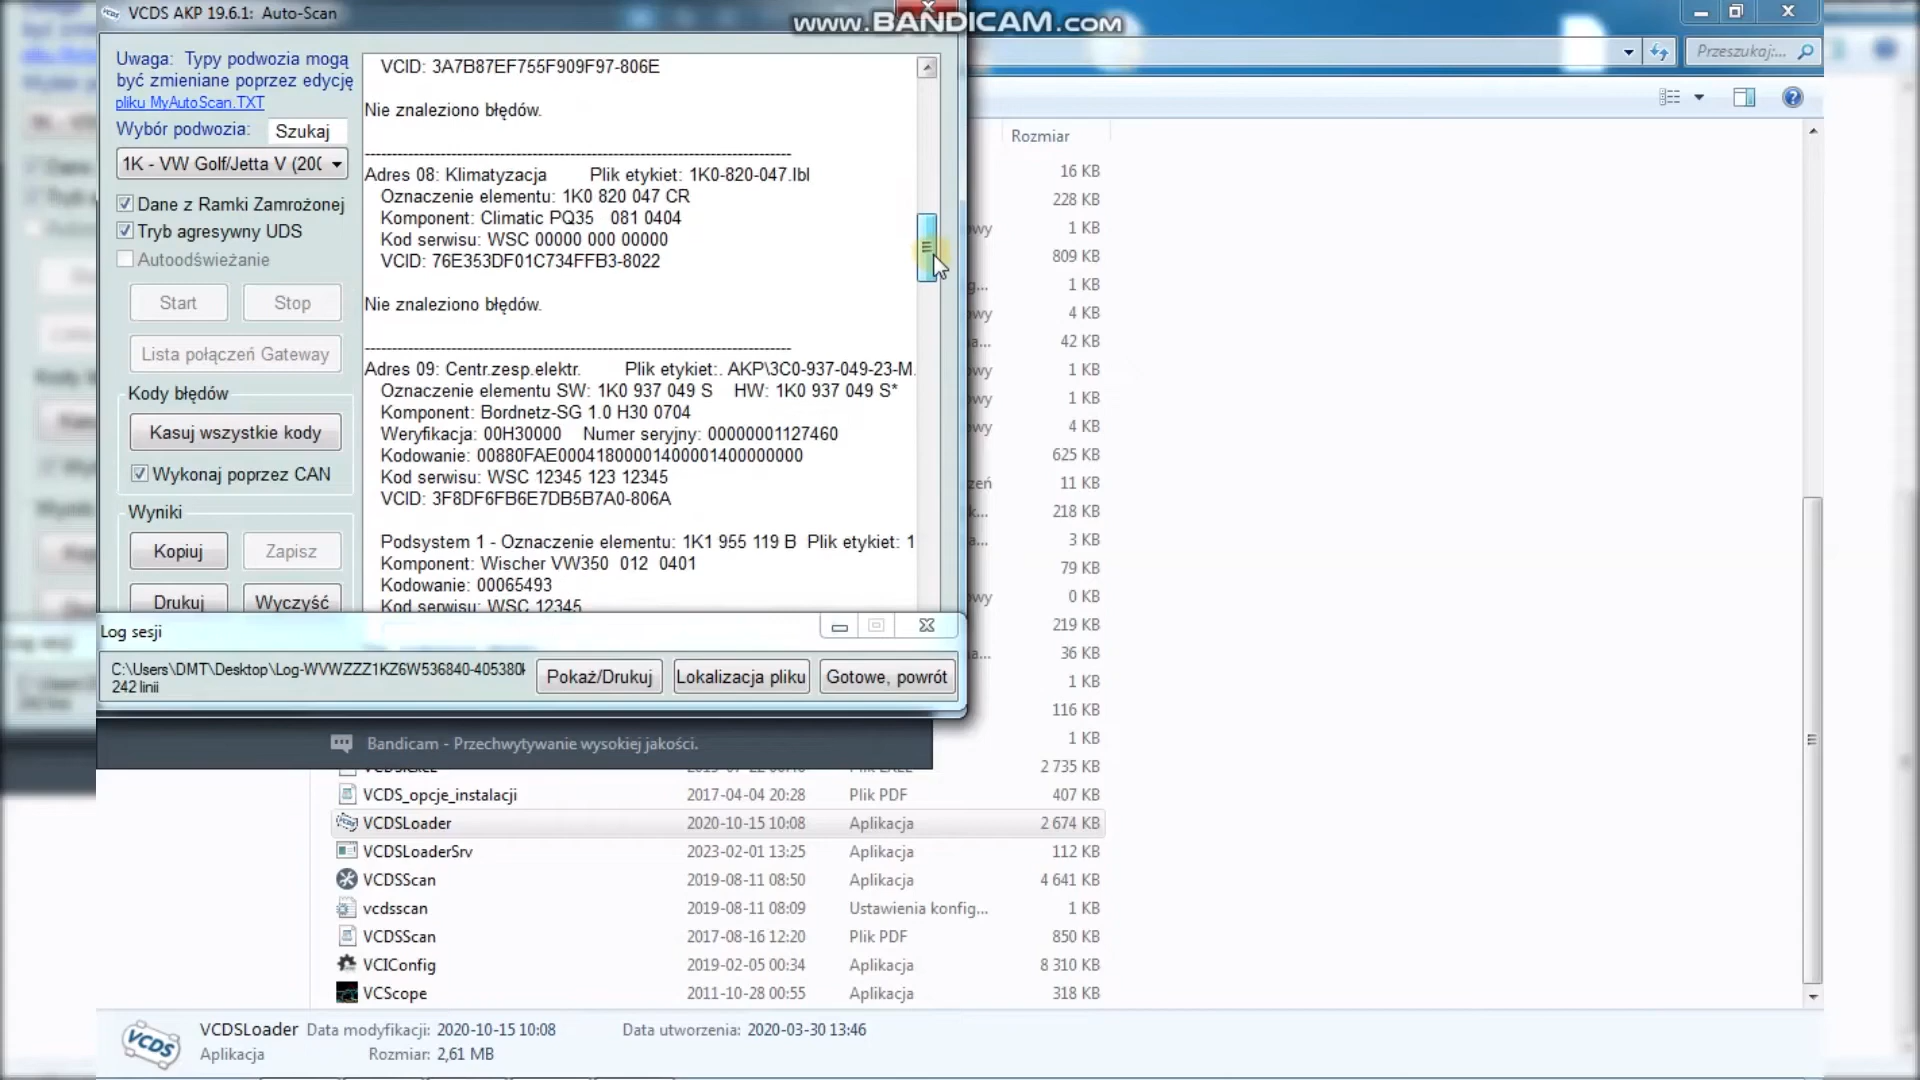 VCDS AKP 19.6.1: Auto-Scan
www.BANDICAM.com
Uwaga: Typy podwozia mogą
być zmieniane poprzez edycję
pliku MyAutoScan.TXT
Wybór podwozia:
Szukaj
1K - VW Golf/Jetta V (200
Dane z Ramki Zamrożonej
Tryb agresywny UDS
Autoodświeżanie
Start
Stop
Lista połączeń Gateway
Kody błędów
Kasuj wszystkie kody
Wykonaj poprzez CAN
Wyniki
Kopiuj
Zapisz
Drukuj
Wyczyść
VCID: 3A7B87EF755F909F97-806E
Nie znaleziono błędów.
-------------------------------------------------------------------------------
Adres 08: Klimatyzacja Plik etykiet: 1K0-820-047.lbl
Oznaczenie elementu: 1K0 820 047 CR
Komponent: Climatic PQ35 081 0404
Kod serwisu: WSC 00000 000 00000
VCID: 76E353DF01C734FFB3-8022
Nie znaleziono błędów.
-------------------------------------------------------------------------------
Adres 09: Centr.zesp.elektr. Plik etykiet:. AKP\3C0-937-049-23-M.
Oznaczenie elementu SW: 1K0 937 049 S HW: 1K0 937 049 S*
Komponent: Bordnetz-SG 1.0 H30 0704
Weryfikacja: 00H30000 Numer seryjny: 00000001127460
Kodowanie: 00880FAE000418000014000014000000­00
Kod serwisu: WSC 12345 123 12345
VCID: 3F8DF6FB6E7DB5B7A0-806A
Podsystem 1 - Oznaczenie elementu: 1K1 955 119 B Plik etykiet: 1
Komponent: Wischer VW350 012 0401
Kodowanie: 00065493
Kod serwisu: WSC 12345
Log sesji
C:\Users\DMT\Desktop\Log-WVWZZZ1KZ6W536840-405380k
242 linii
Pokaż/Drukuj
Lokalizacja pliku
Gotowe, powrót
Bandicam - Przechwytywanie wysokiej jakości.
Przeszukaj:...
Rozmiar
16 KB
228 KB
1 KB
809 KB
1 KB
4 KB
42 KB
1 KB
1 KB
4 KB
625 KB
11 KB
218 KB
3 KB
79 KB
0 KB
219 KB
36 KB
1 KB
116 KB
1 KB
2 735 KB
VCDS_opcje_instalacji 2017-04-04 20:28 Plik PDF 407 KB
VCDSLoader 2020-10-15 10:08 Aplikacja 2 674 KB
VCDSLoaderSrv 2023-02-01 13:25 Aplikacja 112 KB
VCDSScan 2019-08-11 08:50 Aplikacja 4 641 KB
vcdsscan 2019-08-11 08:09 Ustawienia konfig... 1 KB
VCDSScan 2017-08-16 12:20 Plik PDF 850 KB
VCIConfig 2019-02-05 00:34 Aplikacja 8 310 KB
VCScope 2011-10-28 00:55 Aplikacja 318 KB
VCDS
VCDSLoader Data modyfikacji: 2020-10-15 10:08 Data utworzenia: 2020-03-30 13:46
Aplikacja Rozmiar: 2,61 MB